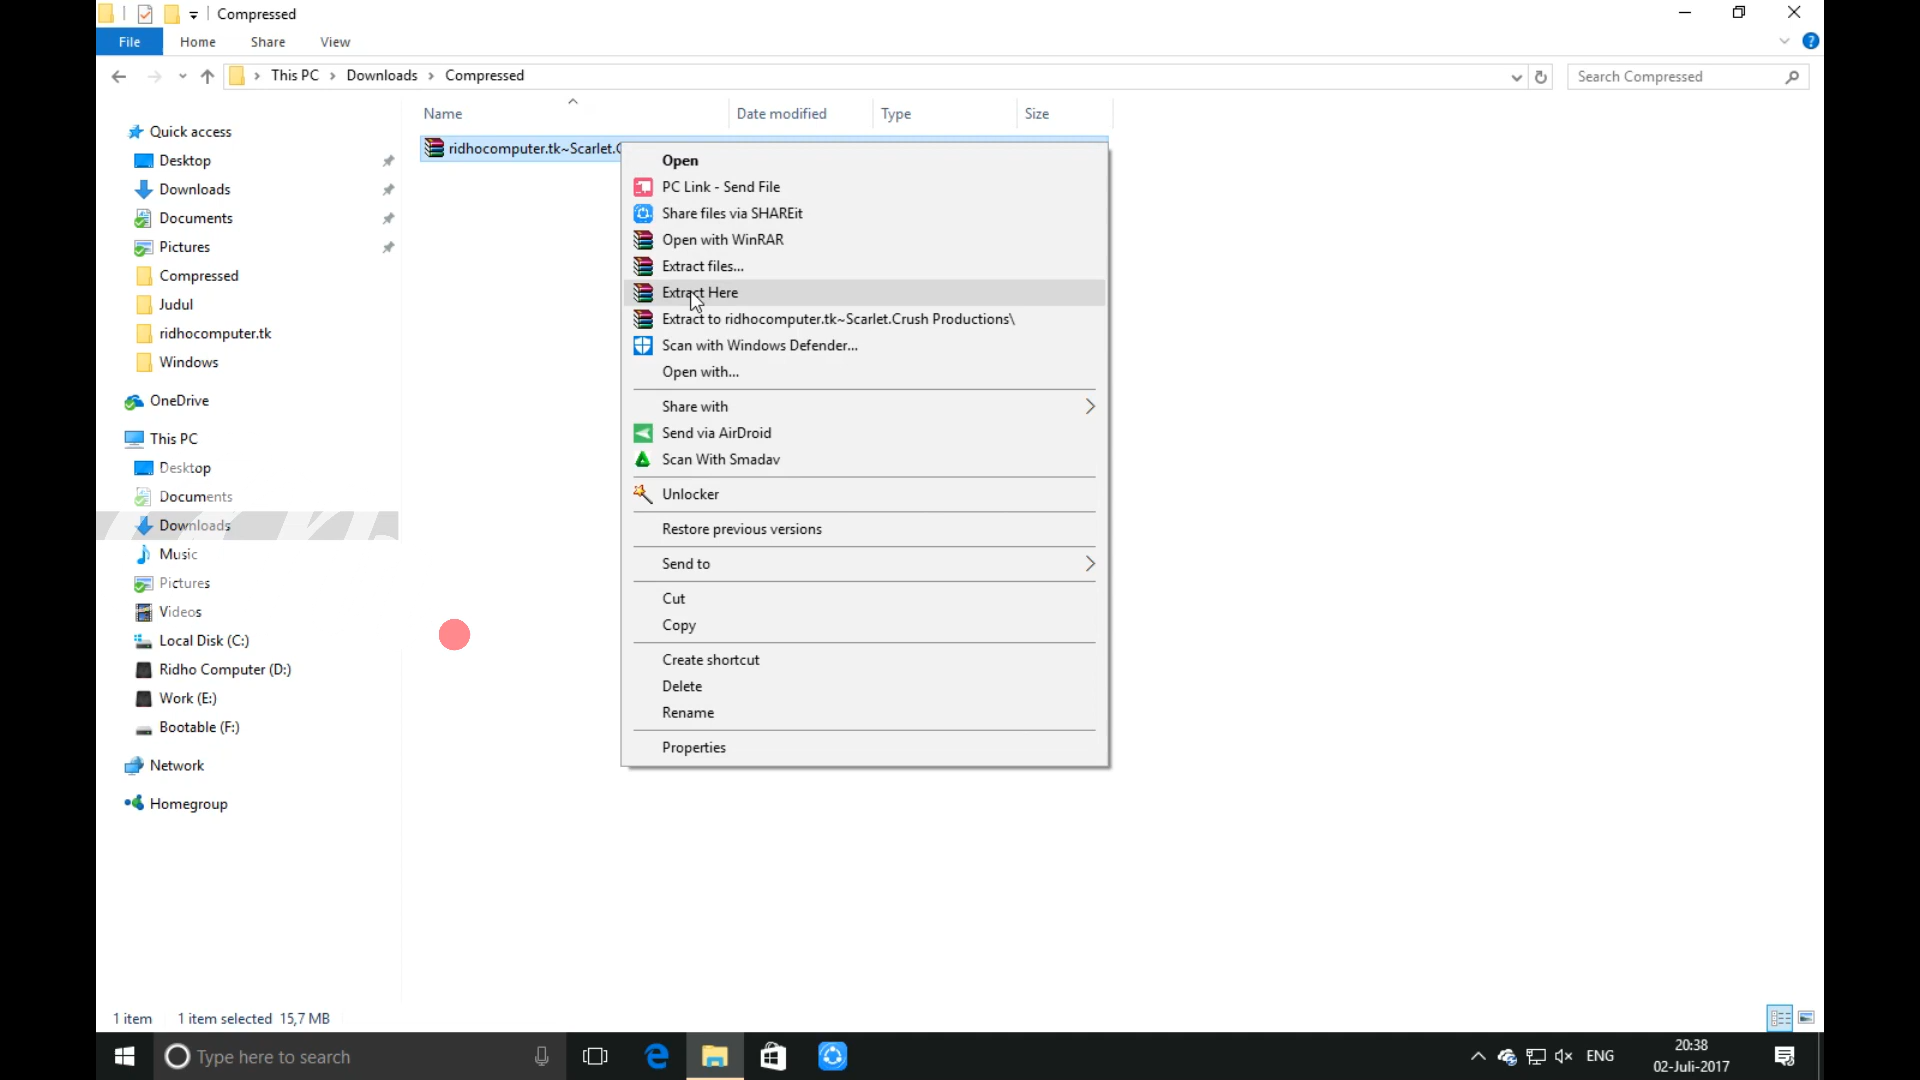 Compressed
File Home Share View
This PC Downloads Compressed
Search Compressed
Name Date modified Type Size
ridhocomputer.tk~Scarlet.C
Quick access
Desktop
Downloads
Documents
Pictures
Compressed
Judul
ridhocomputer.tk
Windows
OneDrive
This PC
Desktop
Documents
Downloads
Music
Pictures
Videos
Local Disk (C:)
Ridho Computer (D:)
Work (E:)
Bootable (F:)
Network
Homegroup
Open
PC Link - Send File
Share files via SHAREit
Open with WinRAR
Extract files...
Extract Here
Extract to ridhocomputer.tk~Scarlet.Crush Productions\
Scan with Windows Defender...
Open with...
Share with
Send via AirDroid
Scan With Smadav
Unlocker
Restore previous versions
Send to
Cut
Copy
Create shortcut
Delete
Rename
Properties
1 item 1 item selected 15,7 MB
Type here to search
ENG
20:38
02-Juli-2017